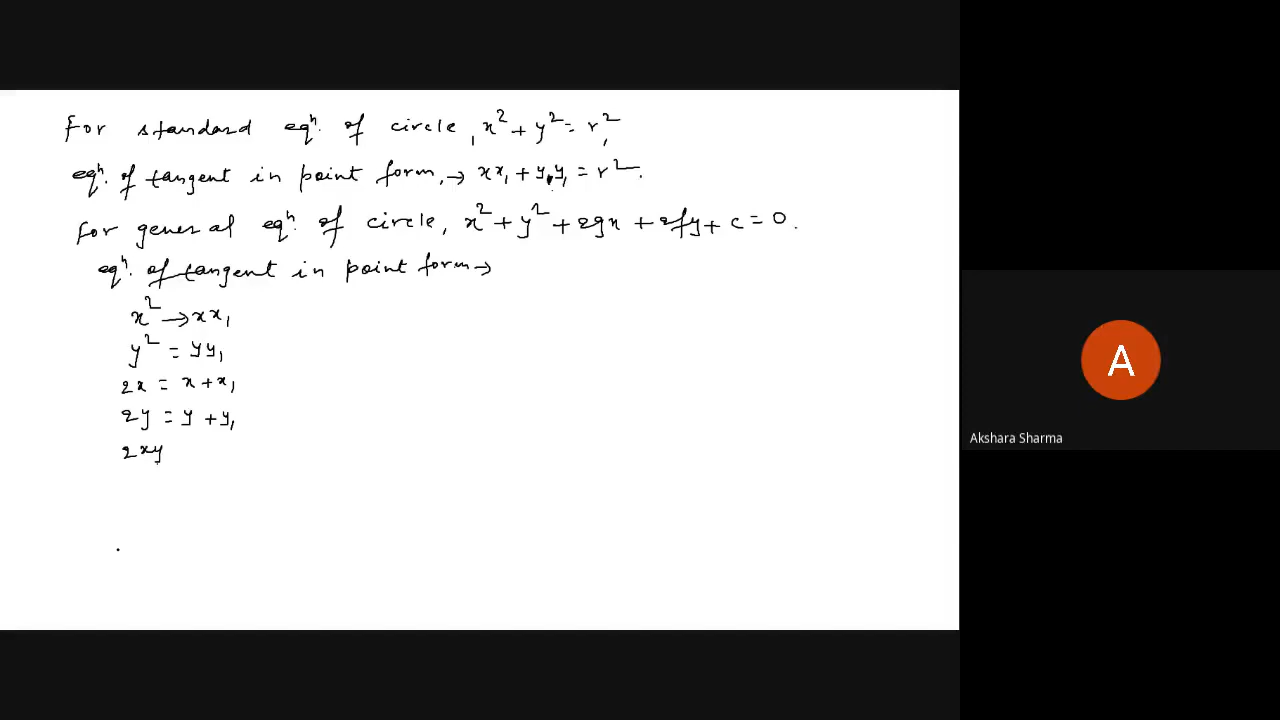 For standard eqⁿ. of circle, x² + y² = r²,
eqⁿ. of tangent in point form, → xx₁ + yy₁ = r².
For general eqⁿ. of circle, x² + y² + 2gx + 2fy + c = 0.
eqⁿ. of tangent in point form →
x² → xx₁
y² = yy₁
2x = x + x₁
2y = y + y₁
2xy
A
Akshara Sharma